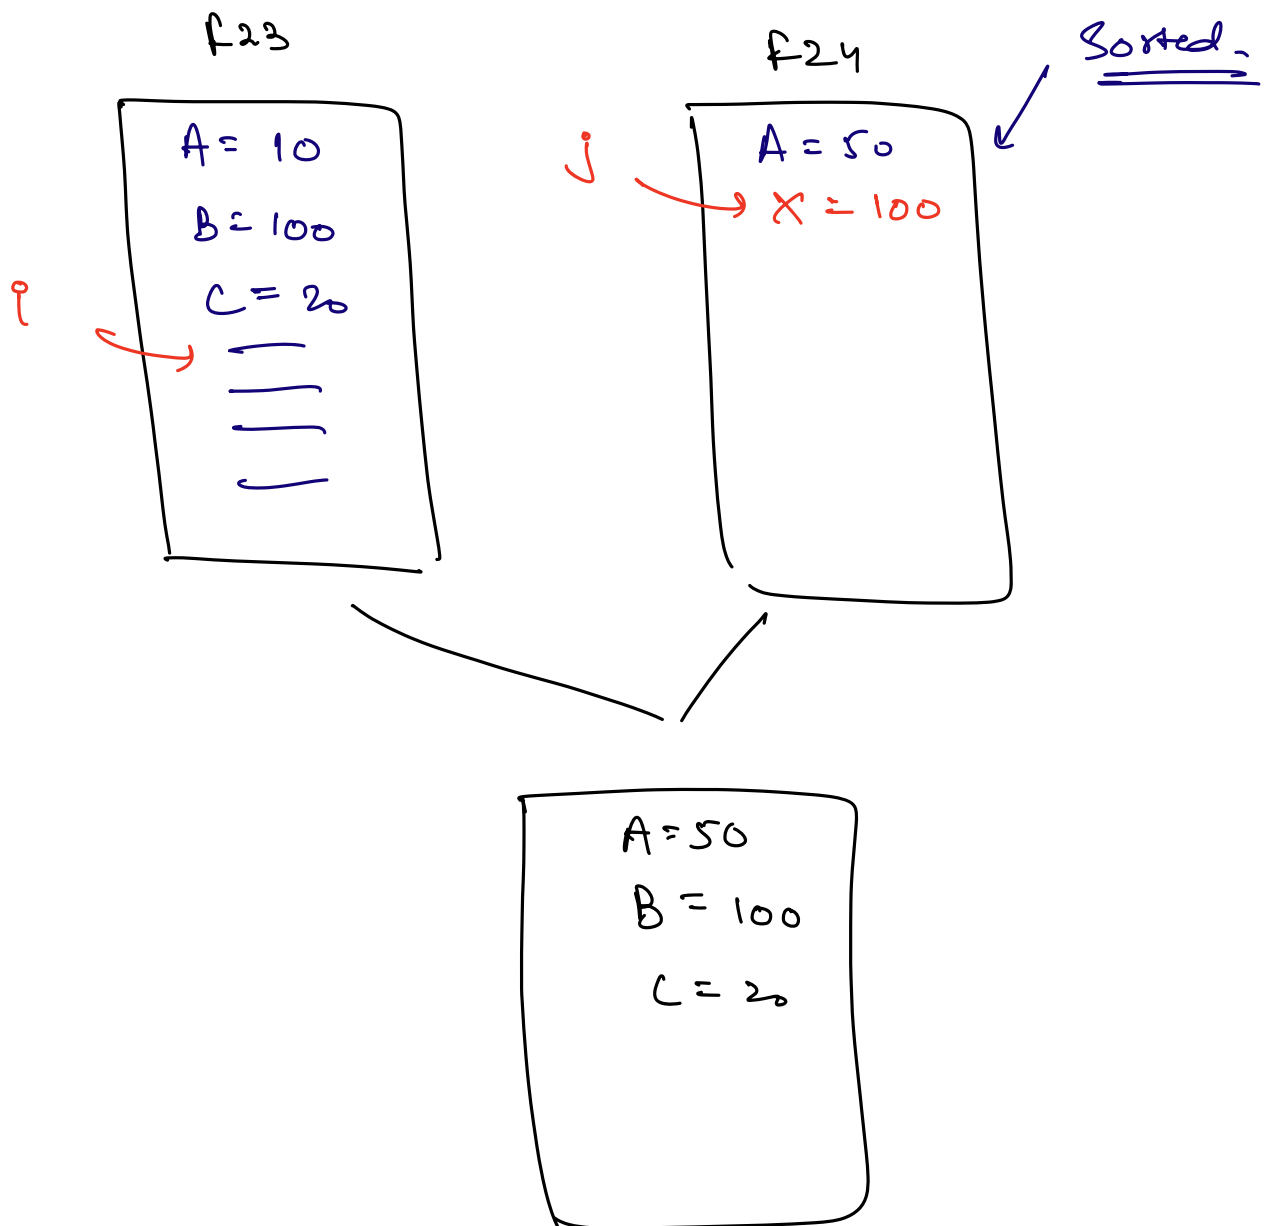 F23
F24
Sorted.
A = 10
B = 100
C = 20
i
j
A = 50
X = 100
A = 50
B = 100
C = 20